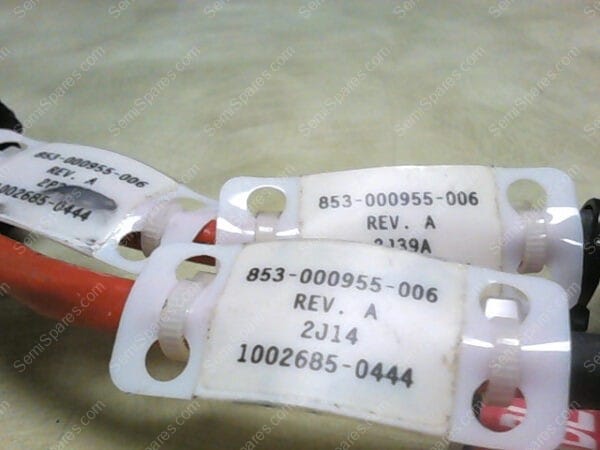 853-000955-006
REV. A
1002685-0444
853-000955-006
REV. A
2J39A
853-000955-006
REV. A
2J14
1002685-0444
SemiSpares.com